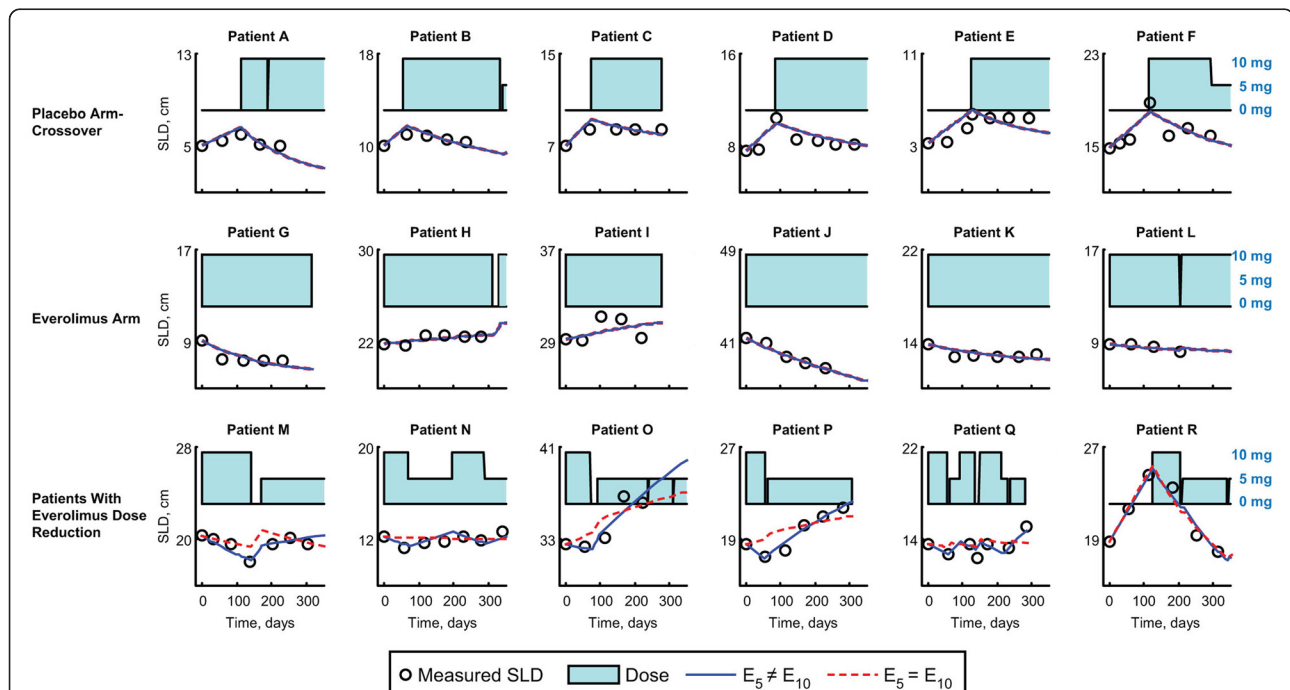 Patient A Patient B Patient C Patient D Patient E Patient F
Placebo Arm-
Crossover
SLD, cm
13 5
18 10
15 7
16 8
11 3
23 15
10 mg
5 mg
0 mg
Patient G Patient H Patient I Patient J Patient K Patient L
Everolimus Arm
SLD, cm
17 9
30 22
37 29
49 41
22 14
17 9
10 mg
5 mg
0 mg
Patient M Patient N Patient O Patient P Patient Q Patient R
Patients With
Everolimus Dose
Reduction
SLD, cm
28 20
20 12
41 33
27 19
22 14
27 19
10 mg
5 mg
0 mg
0 100 200 300 0 100 200 300 0 100 200 300 0 100 200 300 0 100 200 300 0 100 200 300
Time, days Time, days Time, days Time, days Time, days Time, days
Measured SLD Dose E5 ≠ E10 E5 = E10